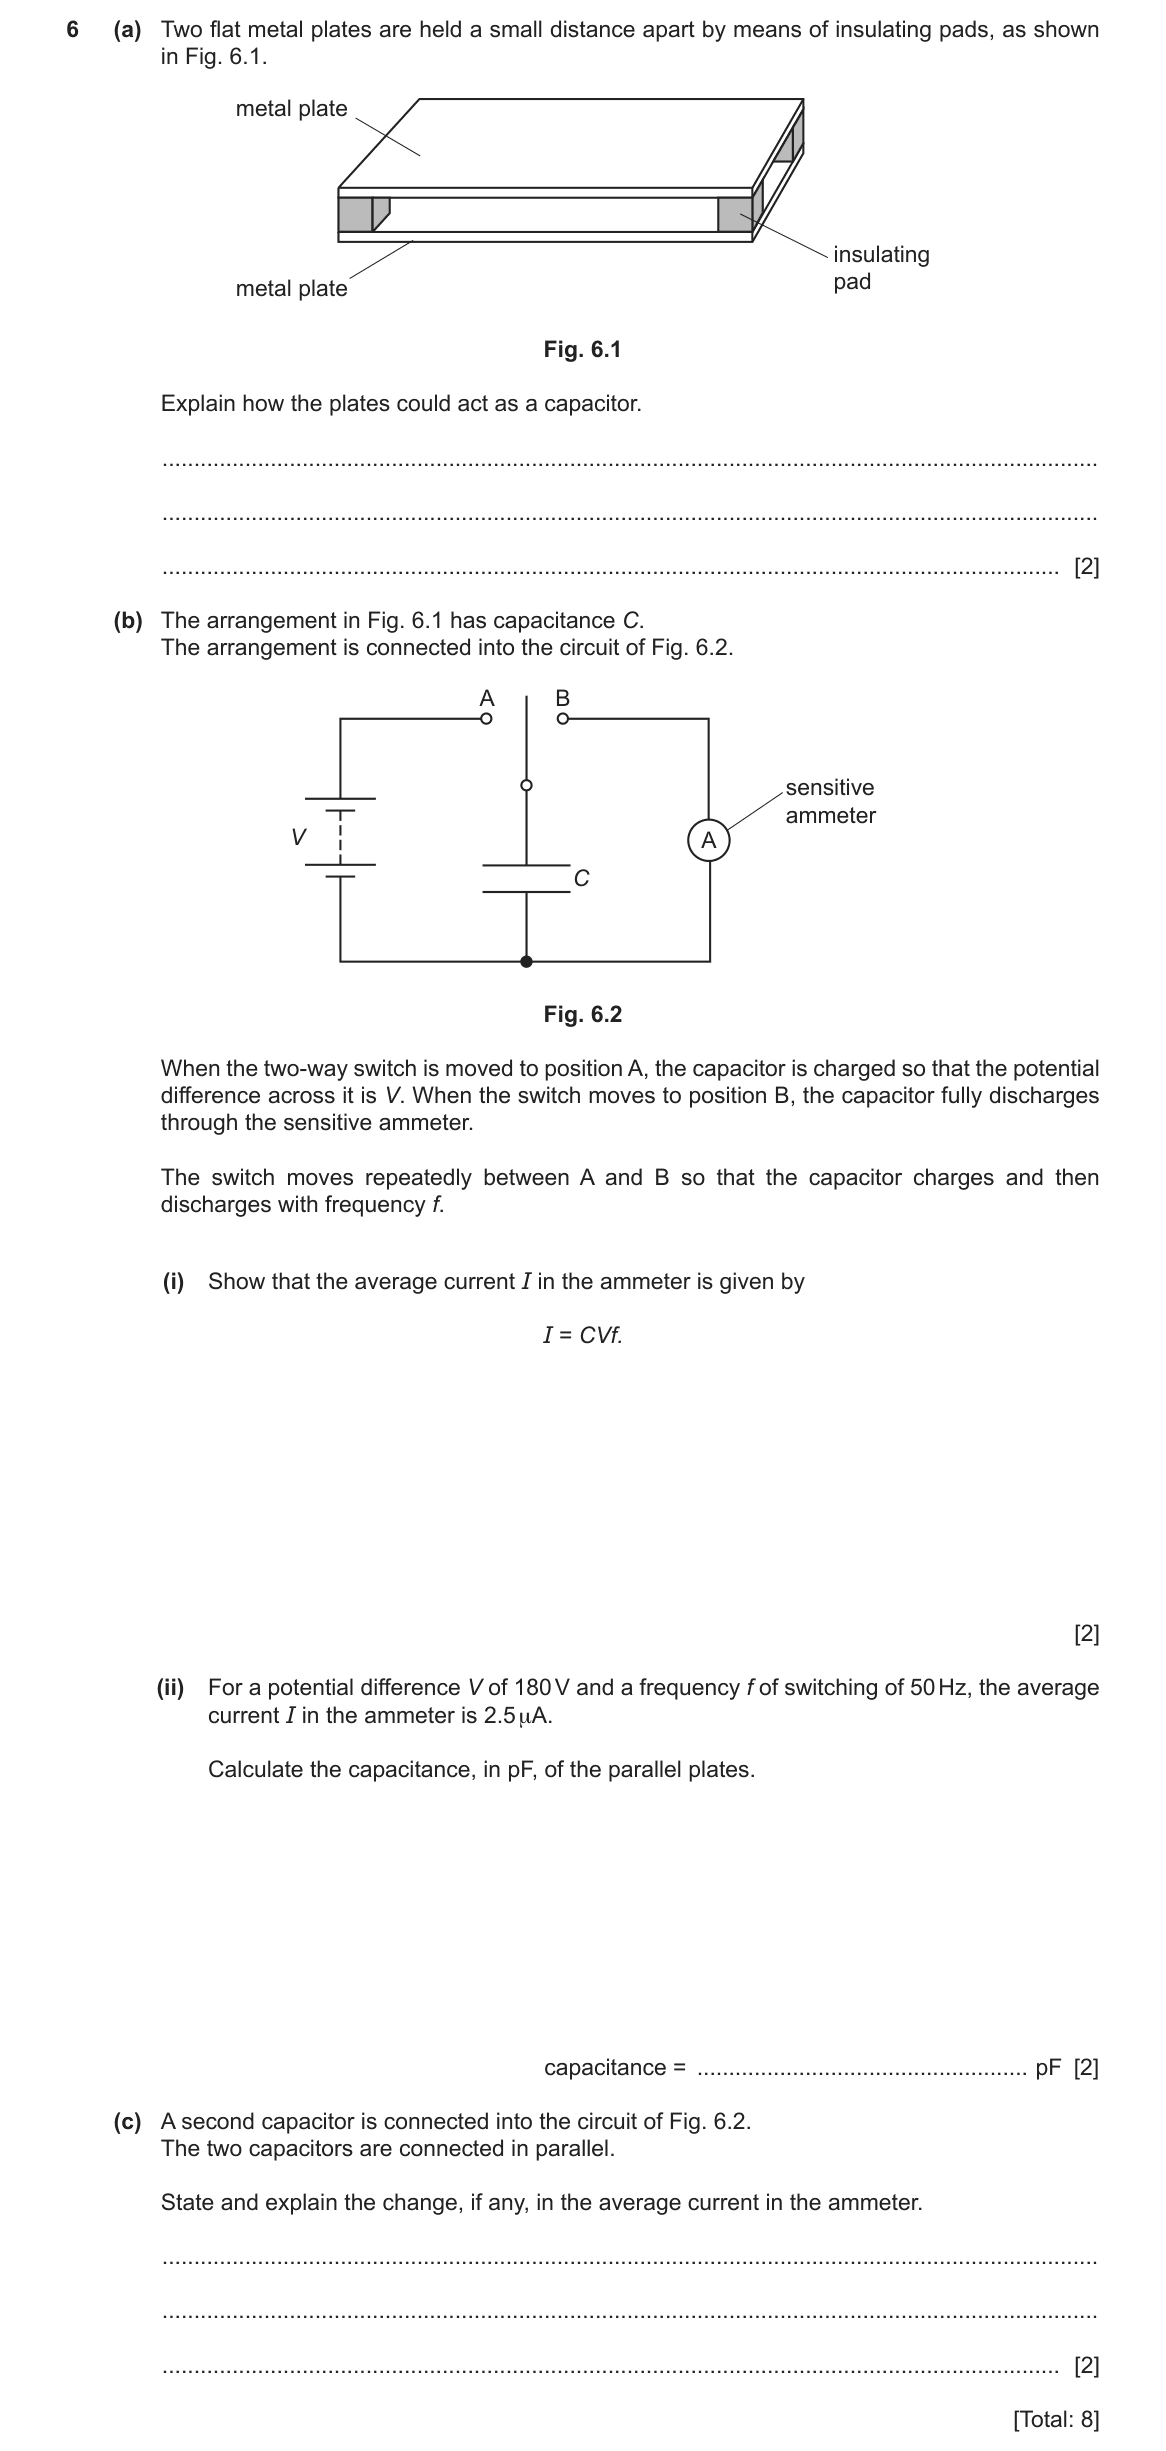 6 (a) Two flat metal plates are held a small distance apart by means of insulating pads, as shown
in Fig. 6.1.
metal plate
insulating
pad
metal plate
Fig. 6.1
Explain how the plates could act as a capacitor.
..........................................................................................................................................
..........................................................................................................................................
.................................................................................................................................... [2]
(b) The arrangement in Fig. 6.1 has capacitance C.
The arrangement is connected into the circuit of Fig. 6.2.
A B
sensitive
ammeter
V
A
C
Fig. 6.2
When the two-way switch is moved to position A, the capacitor is charged so that the potential
difference across it is V. When the switch moves to position B, the capacitor fully discharges
through the sensitive ammeter.
The switch moves repeatedly between A and B so that the capacitor charges and then
discharges with frequency f.
(i) Show that the average current I in the ammeter is given by
I = CVf.
[2]
(ii) For a potential difference V of 180 V and a frequency f of switching of 50 Hz, the average
current I in the ammeter is 2.5 μA.
Calculate the capacitance, in pF, of the parallel plates.
capacitance = .................................................... pF [2]
(c) A second capacitor is connected into the circuit of Fig. 6.2.
The two capacitors are connected in parallel.
State and explain the change, if any, in the average current in the ammeter.
..........................................................................................................................................
..........................................................................................................................................
.................................................................................................................................... [2]
[Total: 8]